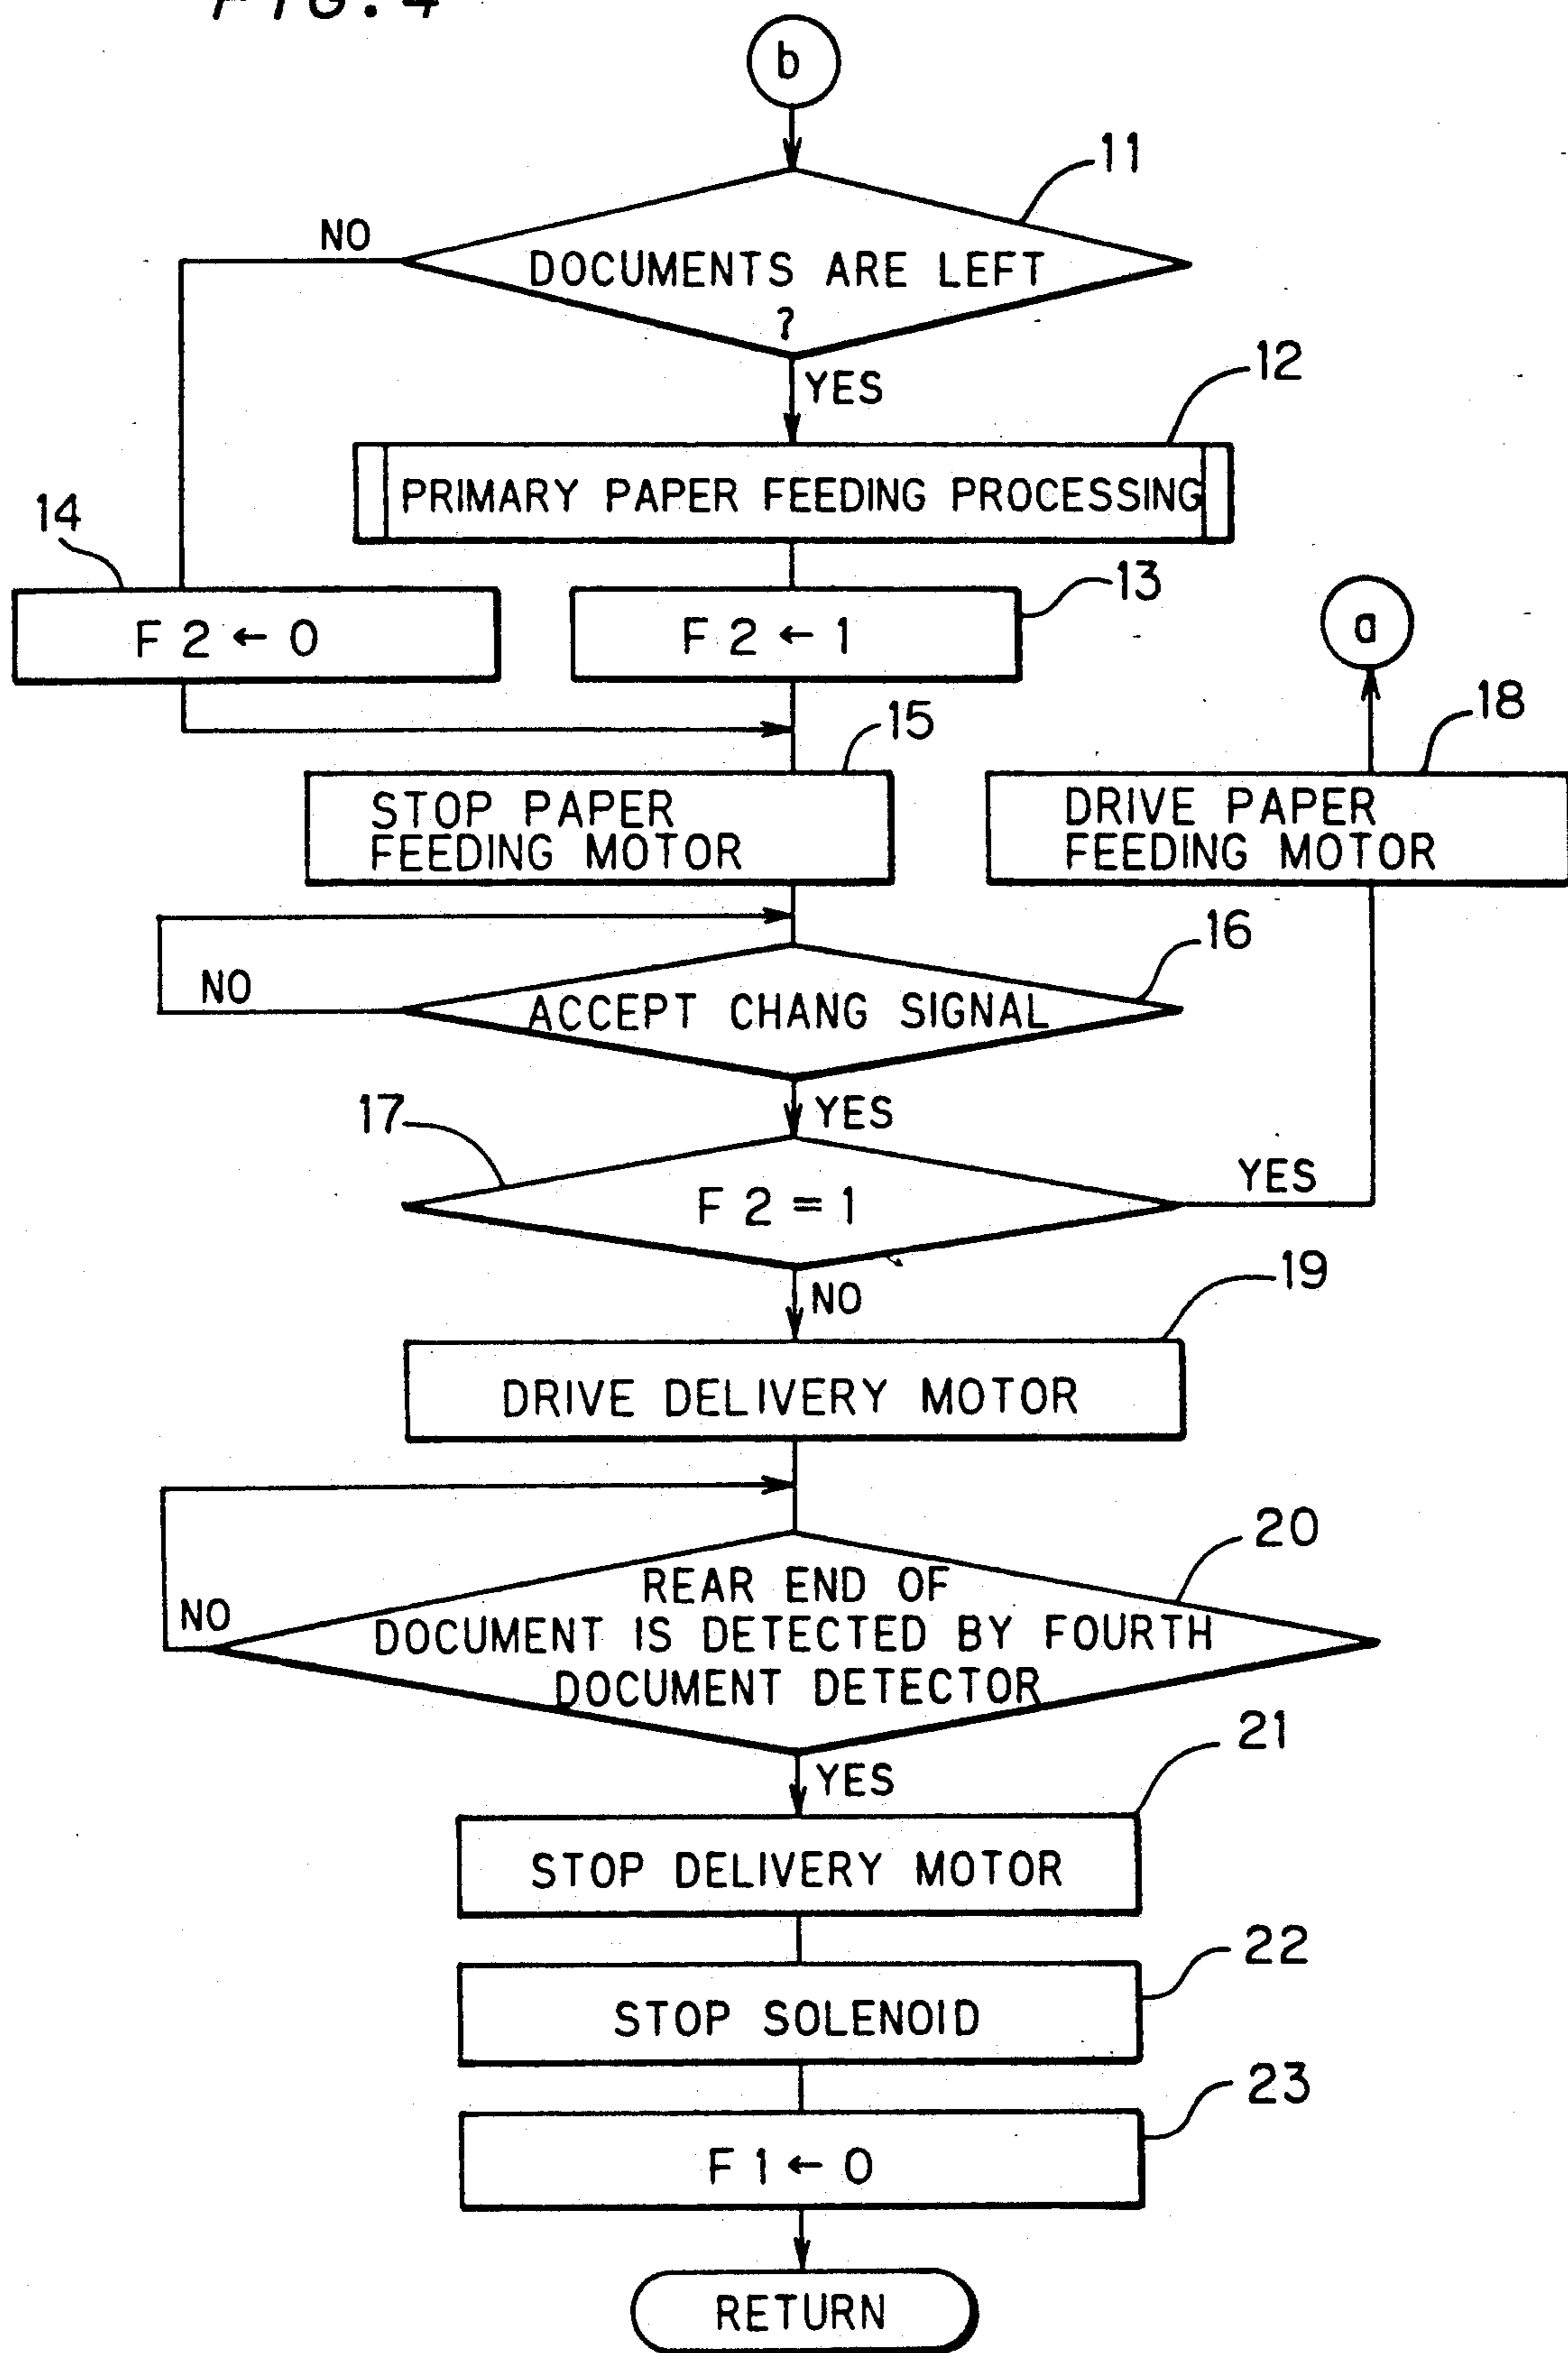 FIG. 4
b
11
NO
DOCUMENTS ARE LEFT
?
YES
12
PRIMARY PAPER FEEDING PROCESSING
14
13
F 2 ← 0
F 2 ← 1
a
15
18
STOP PAPER
FEEDING MOTOR
DRIVE PAPER
FEEDING MOTOR
16
NO
ACCEPT CHANG SIGNAL
YES
17
F 2 = 1
YES
NO
19
DRIVE DELIVERY MOTOR
20
NO
REAR END OF
DOCUMENT IS DETECTED BY FOURTH
DOCUMENT DETECTOR
YES
21
STOP DELIVERY MOTOR
22
STOP SOLENOID
23
F 1 ← 0
RETURN